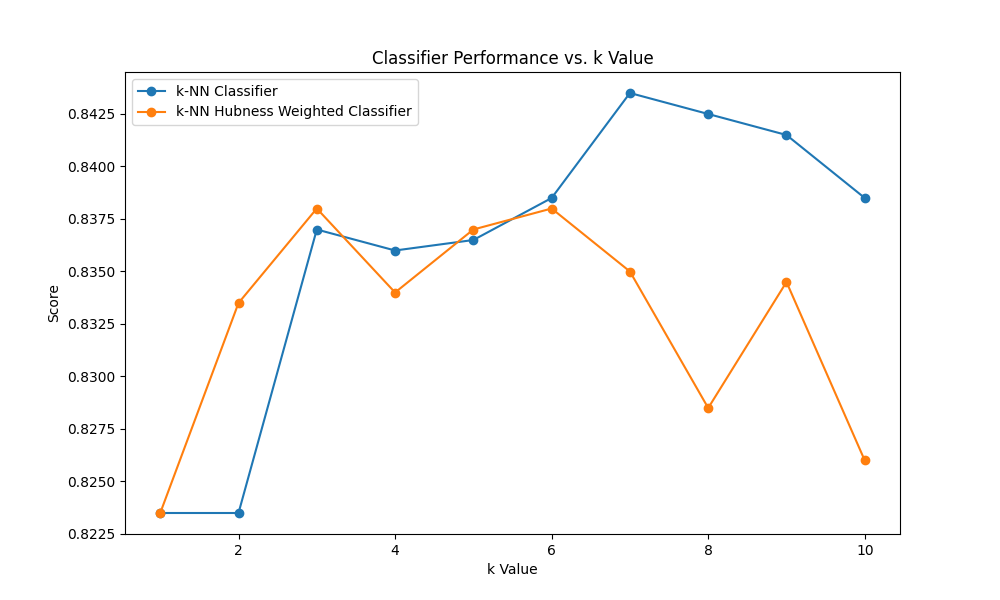 Classifier Performance vs. k Value
k-NN Classifier
k-NN Hubness Weighted Classifier
0.8425
0.8400
0.8375
0.8350
0.8325
0.8300
0.8275
0.8250
0.8225
Score
2 4 6 8 10
k Value